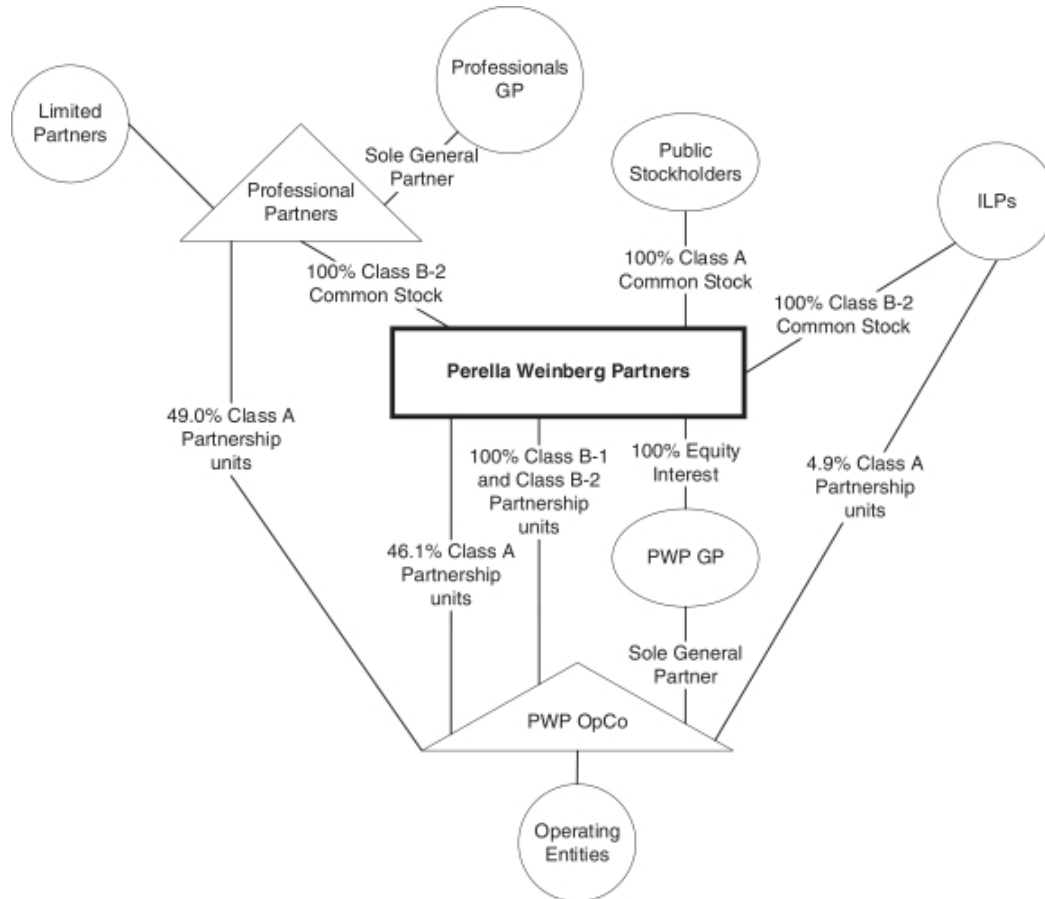 Professionals
GP
Limited
Partners
Sole General
Partner
Professional
Partners
Public
Stockholders
ILPs
100% Class B-2
Common Stock
100% Class A
Common Stock
100% Class B-2
Common Stock
Perella Weinberg Partners
49.0% Class A
Partnership
units
100% Class B-1
and Class B-2
Partnership
units
100% Equity
Interest
4.9% Class A
Partnership
units
46.1% Class A
Partnership
units
PWP GP
Sole General
Partner
PWP OpCo
Operating
Entities